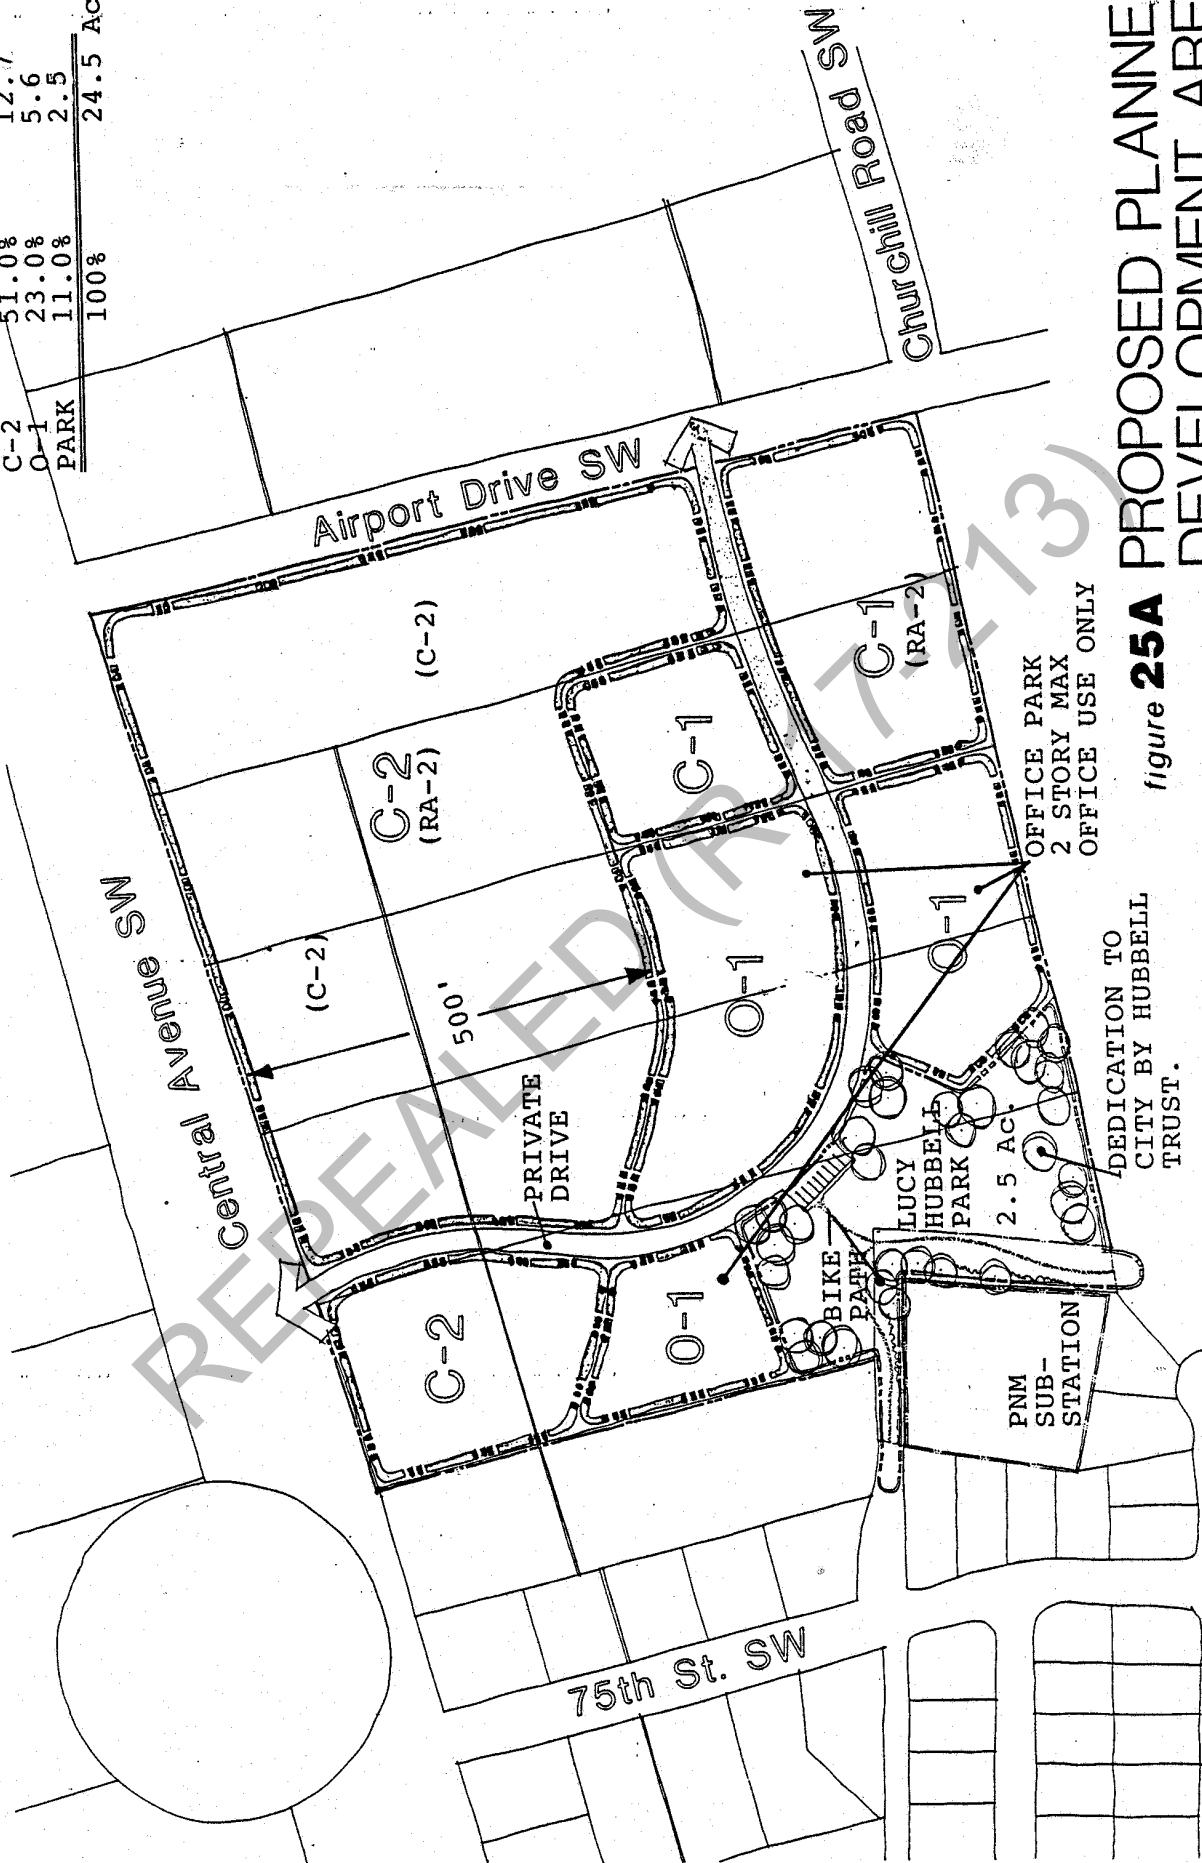 C-2 51.0% 12.7
O-1 23.0% 5.6
PARK 11.0% 2.5
100% 24.5 Ac
Central Avenue SW
Airport Drive SW
Churchill Road SW
75th St. SW
(C-2)
(C-2)
C-2
(RA-2)
C-2
500'
C-1
C-1
(RA-2)
O-1
O-1
O-1
PRIVATE
DRIVE
BIKE
PATH
LUCY
HUBBELL
PARK
2.5 Ac.
PNM
SUB-
STATION
OFFICE PARK
2 STORY MAX
OFFICE USE ONLY
DEDICATION TO
CITY BY HUBBELL
TRUST.
figure 25A PROPOSED PLANNE
DEVELOPMENT ARE
REPEALED (R-17-213)